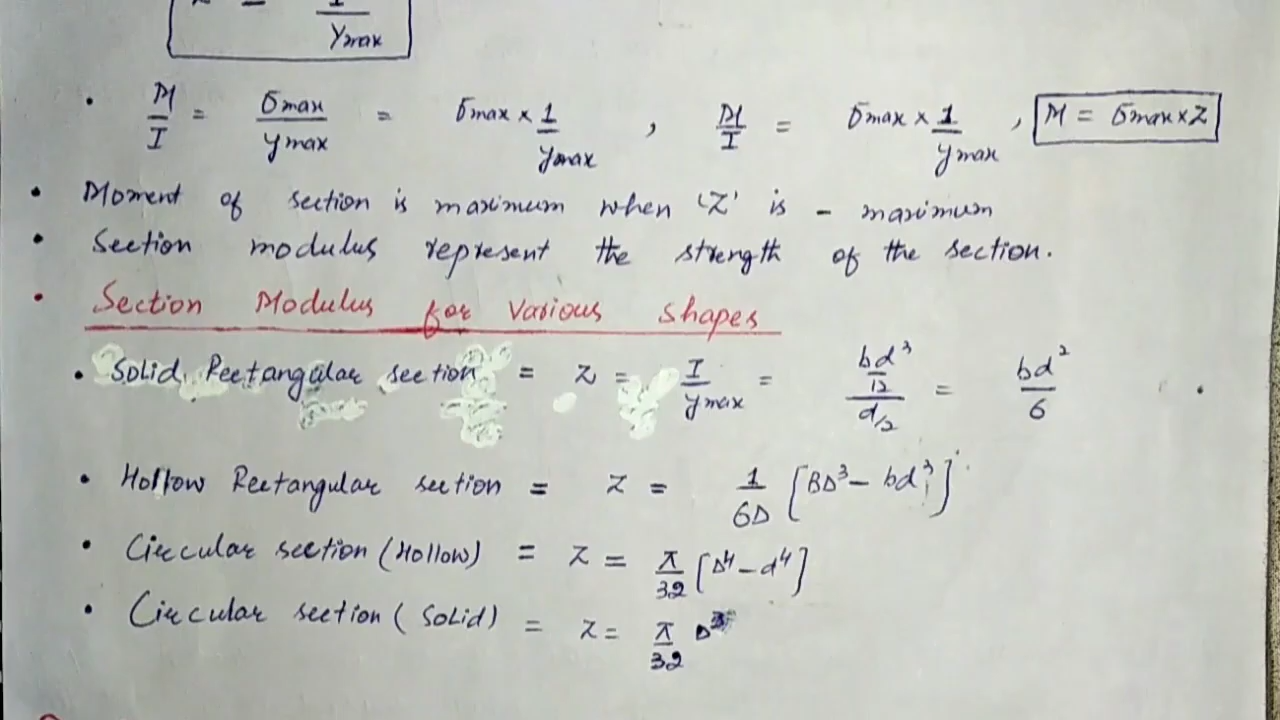 = I/Ymax
• M/I = σmax/ymax = σmax × 1/ymax , M/I = σmax × 1/ymax , M = σmax × Z
• Moment of section is maximum when 'Z' is - maximum
• Section modulus represent the strength of the section.
• Section Modulus for Various Shapes
• Solid Rectangular section = Z = I/ymax = (bd³/12)/(d/2) = bd²/6
• Hollow Rectangular section = Z = 1/6D [BD³ - bd³]
• Circular section (Hollow) = Z = π/32 [D⁴ - d⁴]
• Circular section (Solid) = Z = π/32 D³